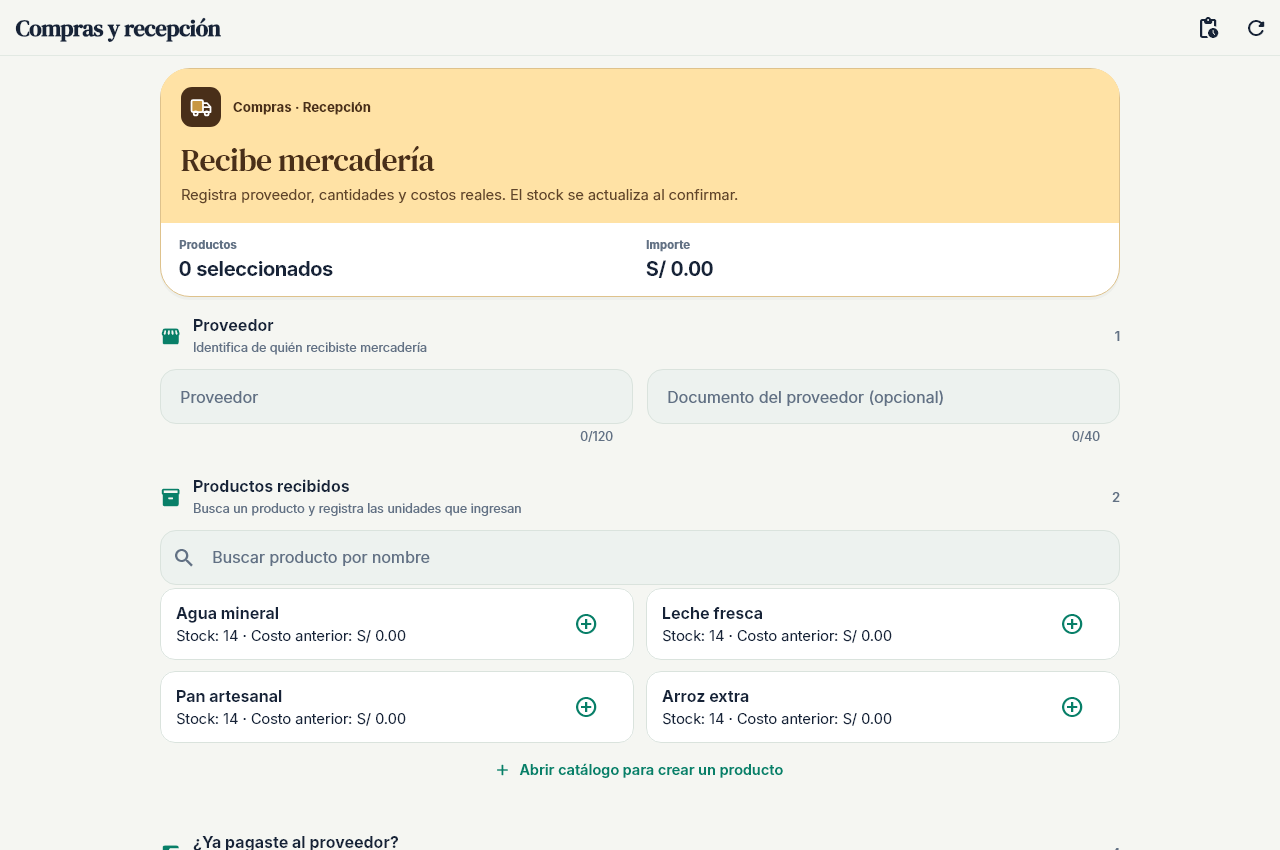 Compras y recepción
Compras · Recepción
Recibe mercadería
Registra proveedor, cantidades y costos reales. El stock se actualiza al confirmar.
Productos
0 seleccionados
Importe
S/ 0.00
Proveedor
Identifica de quién recibiste mercadería
1
Proveedor
0/120
Documento del proveedor (opcional)
0/40
Productos recibidos
Busca un producto y registra las unidades que ingresan
2
Buscar producto por nombre
Agua mineral
Stock: 14 · Costo anterior: S/ 0.00
Leche fresca
Stock: 14 · Costo anterior: S/ 0.00
Pan artesanal
Stock: 14 · Costo anterior: S/ 0.00
Arroz extra
Stock: 14 · Costo anterior: S/ 0.00
Abrir catálogo para crear un producto
¿Ya pagaste al proveedor?